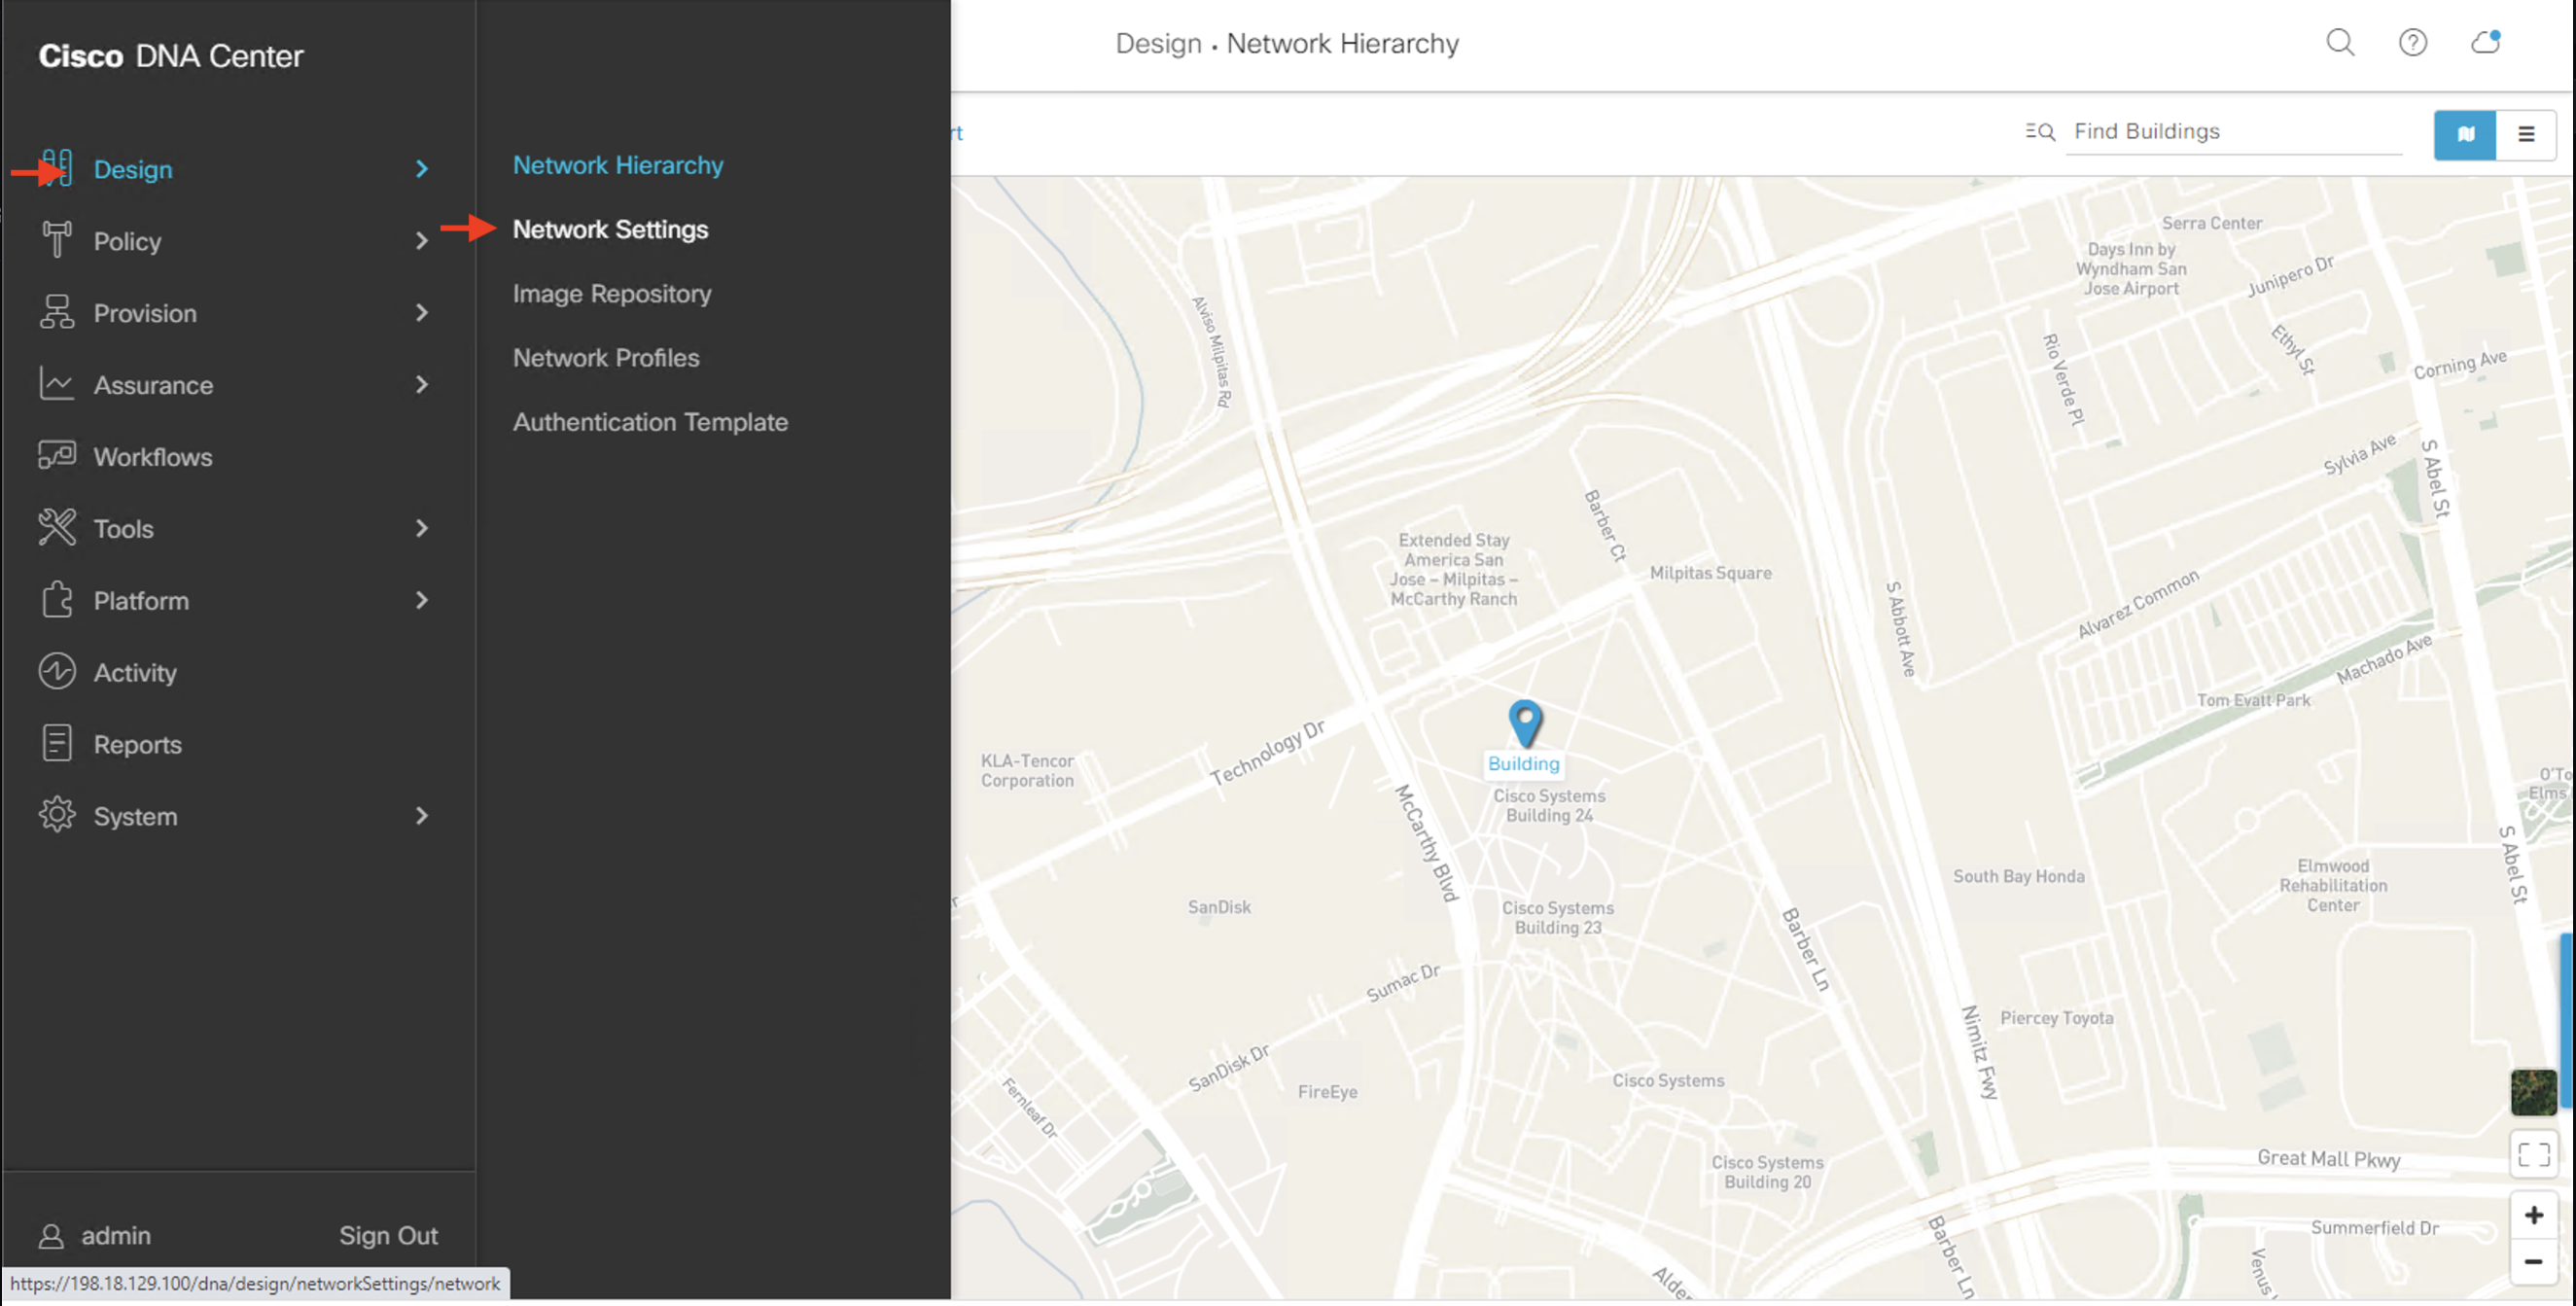 Cisco DNA Center
Design
Policy
Provision
Assurance
Workflows
Tools
Platform
Activity
Reports
System
admin
Sign Out
https://198.18.129.100/dna/design/networkSettings/network
Network Hierarchy
Network Settings
Image Repository
Network Profiles
Authentication Template
Design • Network Hierarchy
rt
Find Buildings
Serra Center
Days Inn by
Wyndham San
Jose Airport
Junipero Dr
Ethyl St
Rio Verde Pl
Corning Ave
Alviso Milpitas Rd
Sylvia Ave
S Abel St
Barber Ct
Extended Stay
America San
Jose – Milpitas –
McCarthy Ranch
Milpitas Square
S Abbott Ave
Alvarez Common
Machado Ave
Tom Evatt Park
Technology Dr
KLA-Tencor
Corporation
Building
Cisco Systems
Building 24
McCarthy Blvd
O'To
Elms
S Abel St
South Bay Honda
Elmwood
Rehabilitation
Center
SanDisk
Cisco Systems
Building 23
Barber Ln
Sumac Dr
Nimitz Fwy
Piercey Toyota
SanDisk Dr
FireEye
Cisco Systems
Fernleaf Dr
Cisco Systems
Building 20
Great Mall Pkwy
Summerfield Dr
Barber Ln
Venus
Alder